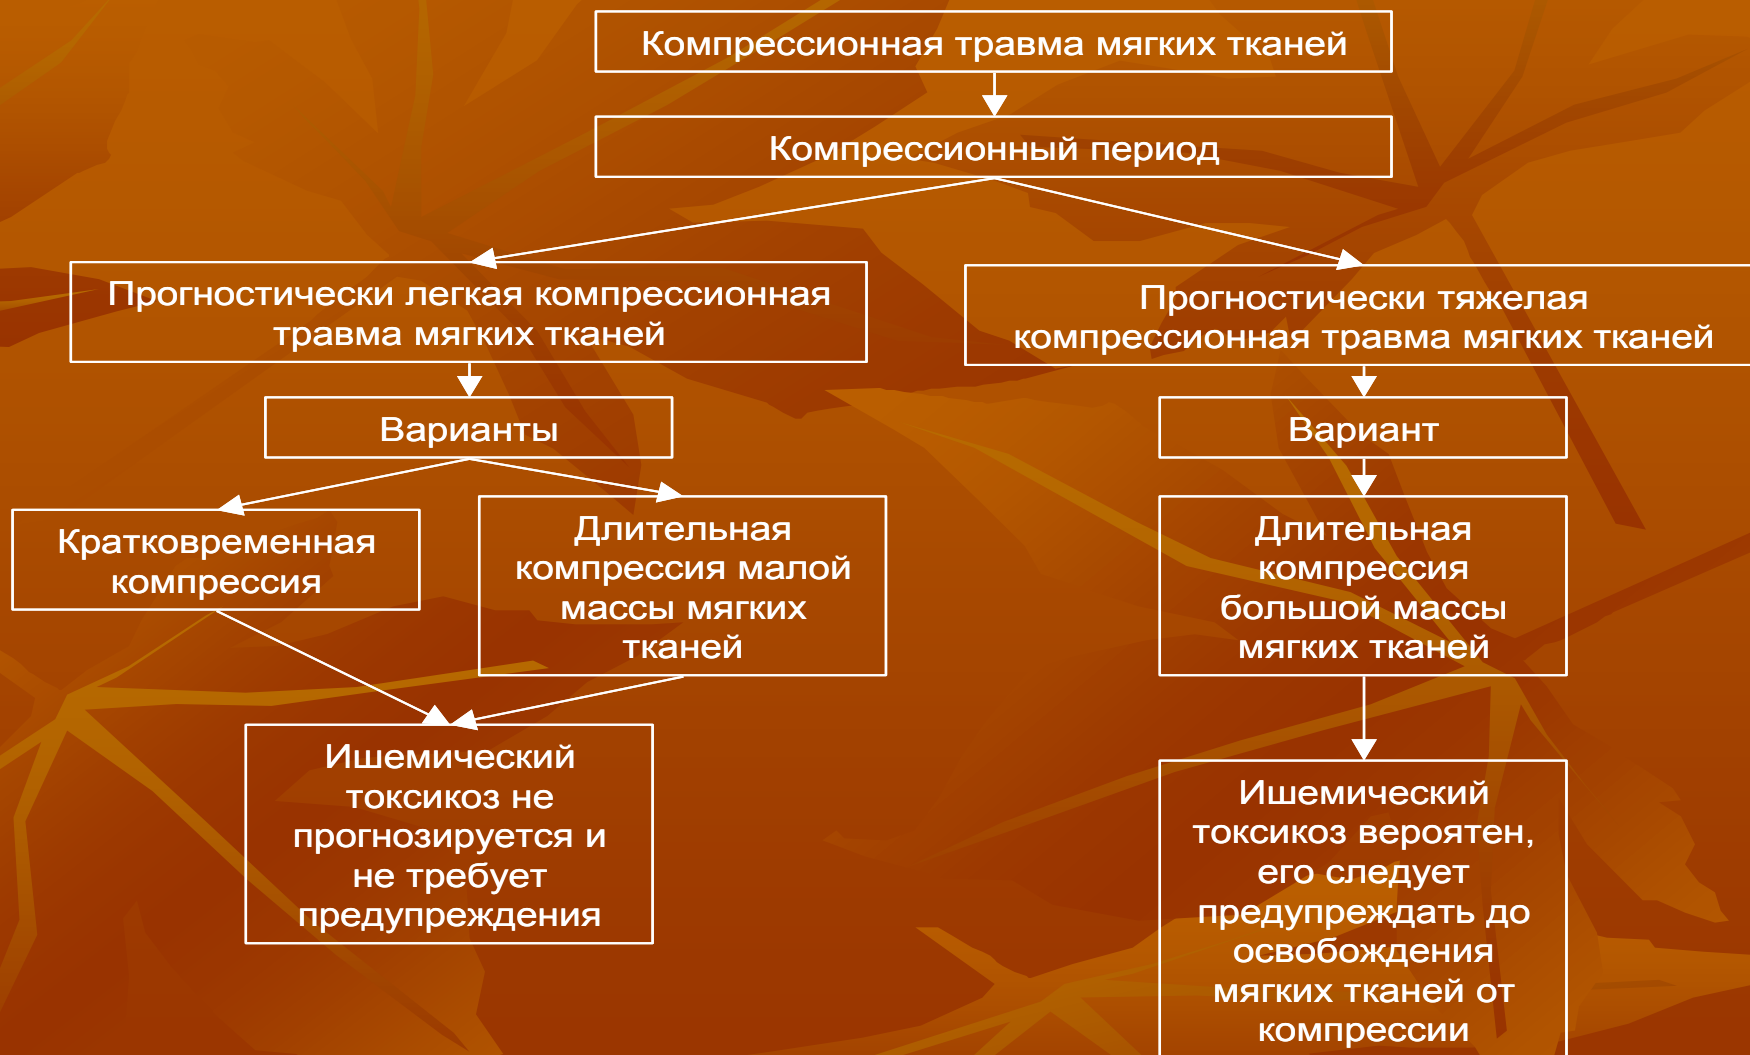 Компрессионная травма мягких тканей
Компрессионный период
Прогностически легкая компрессионная
травма мягких тканей
Прогностически тяжелая
компрессионная травма мягких тканей
Варианты
Вариант
Кратковременная
компрессия
Длительная
компрессия малой
массы мягких
тканей
Длительная
компрессия
большой массы
мягких тканей
Ишемический
токсикоз не
прогнозируется и
не требует
предупреждения
Ишемический
токсикоз вероятен,
его следует
предупреждать до
освобождения
мягких тканей от
компрессии